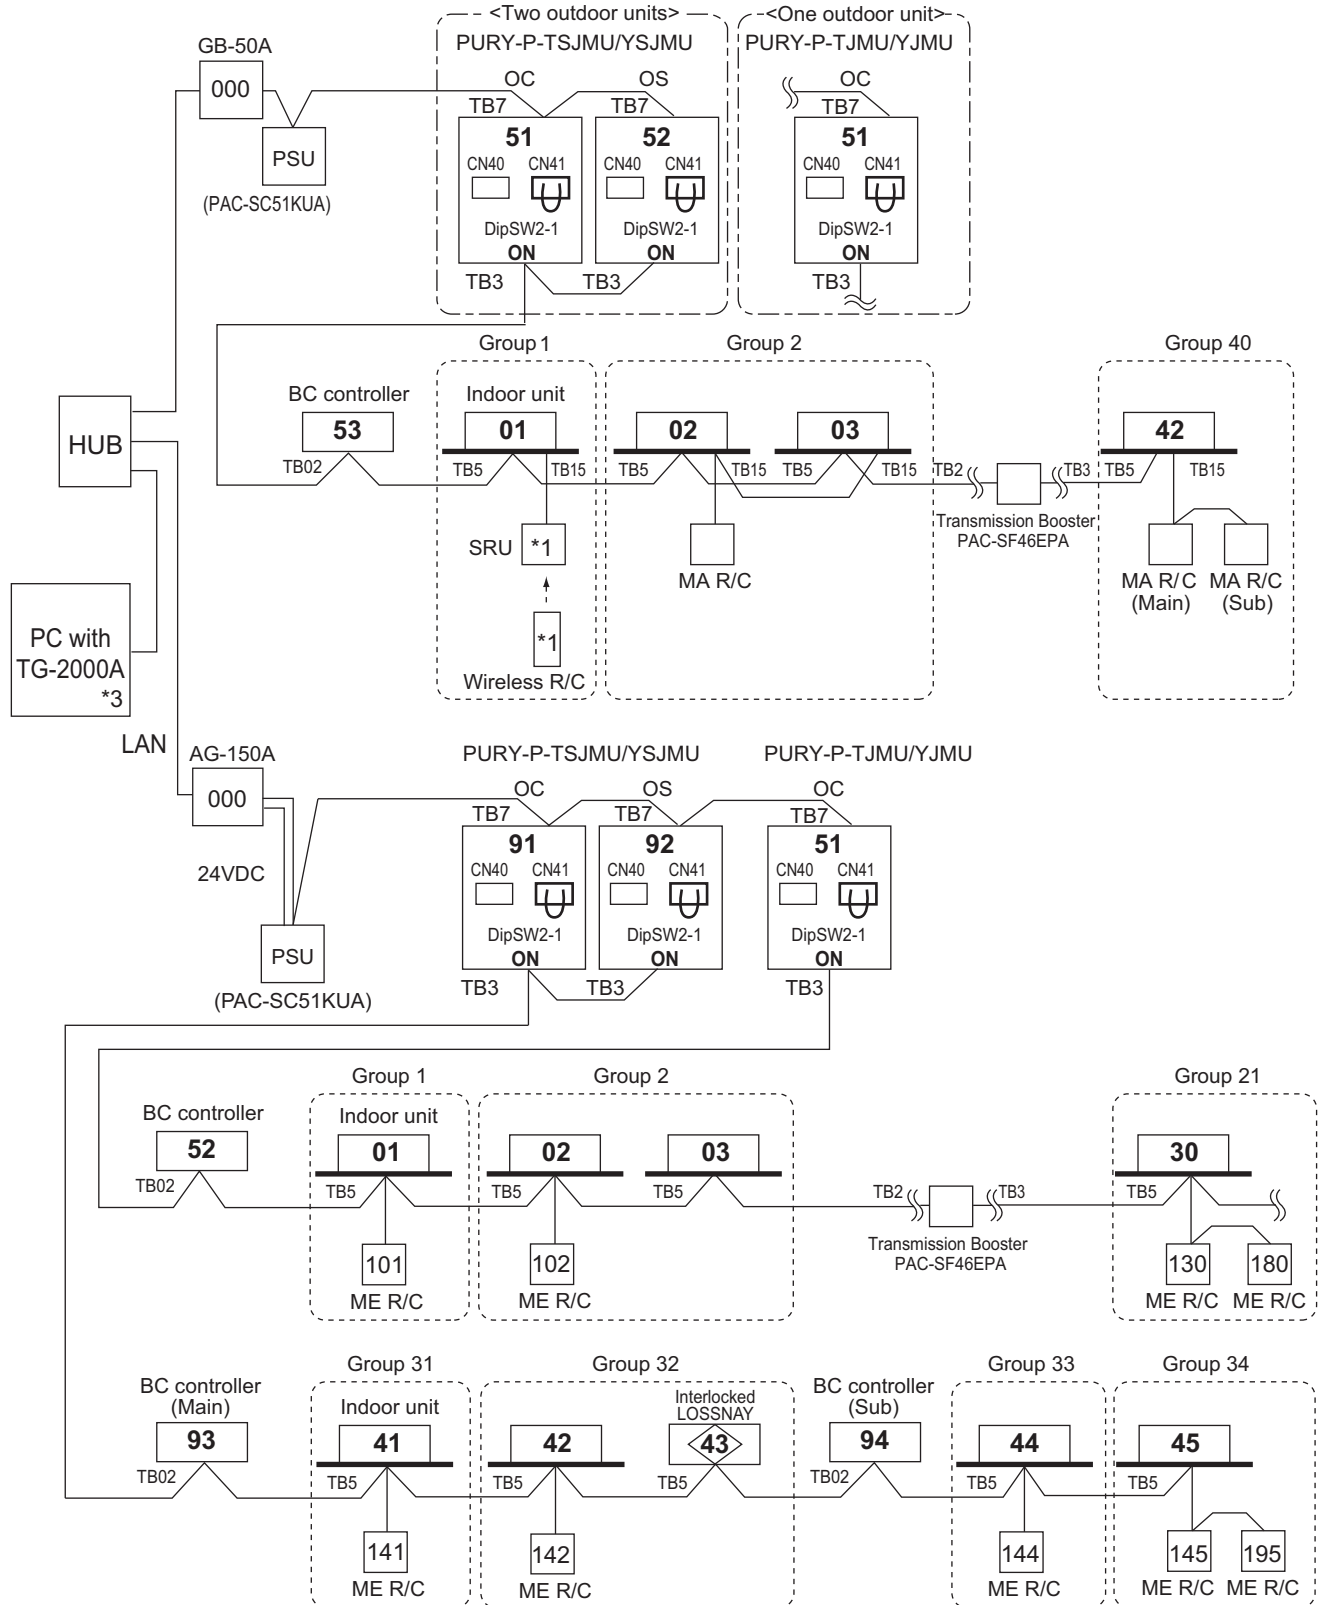 <Two outdoor units>
PURY-P-TSJMU/YSJMU
<One outdoor unit>
PURY-P-TJMU/YJMU
GB-50A
000
PSU
(PAC-SC51KUA)
OC
OS
TB7
TB7
51
52
CN40
CN41
CN40
CN41
DipSW2-1
DipSW2-1
ON
ON
TB3
TB3
OC
TB7
51
CN40
CN41
DipSW2-1
ON
TB3
HUB
PC with
TG-2000A
*3
LAN
BC controller
53
TB02
Group 1
Indoor unit
01
TB5
TB15
SRU
*1
*1
Wireless R/C
Group 2
02
03
TB5
TB15
TB5
TB15
MA R/C
TB2
TB3
Transmission Booster
PAC-SF46EPA
Group 40
42
TB5
TB15
MA R/C
(Main)
MA R/C
(Sub)
AG-150A
000
24VDC
PSU
(PAC-SC51KUA)
PURY-P-TSJMU/YSJMU
PURY-P-TJMU/YJMU
OC
OS
OC
TB7
TB7
TB7
91
92
51
CN40
CN41
CN40
CN41
CN40
CN41
DipSW2-1
DipSW2-1
DipSW2-1
ON
ON
ON
TB3
TB3
TB3
BC controller
52
TB02
Group 1
Indoor unit
01
TB5
101
ME R/C
Group 2
02
03
TB5
TB5
102
ME R/C
TB2
TB3
Transmission Booster
PAC-SF46EPA
Group 21
30
TB5
130
180
ME R/C
ME R/C
BC controller
(Main)
93
TB02
Group 31
Indoor unit
41
TB5
141
ME R/C
Group 32
42
TB5
142
ME R/C
Interlocked
LOSSNAY
43
TB5
BC controller
(Sub)
94
TB02
Group 33
44
TB5
144
ME R/C
Group 34
45
TB5
145
195
ME R/C
ME R/C